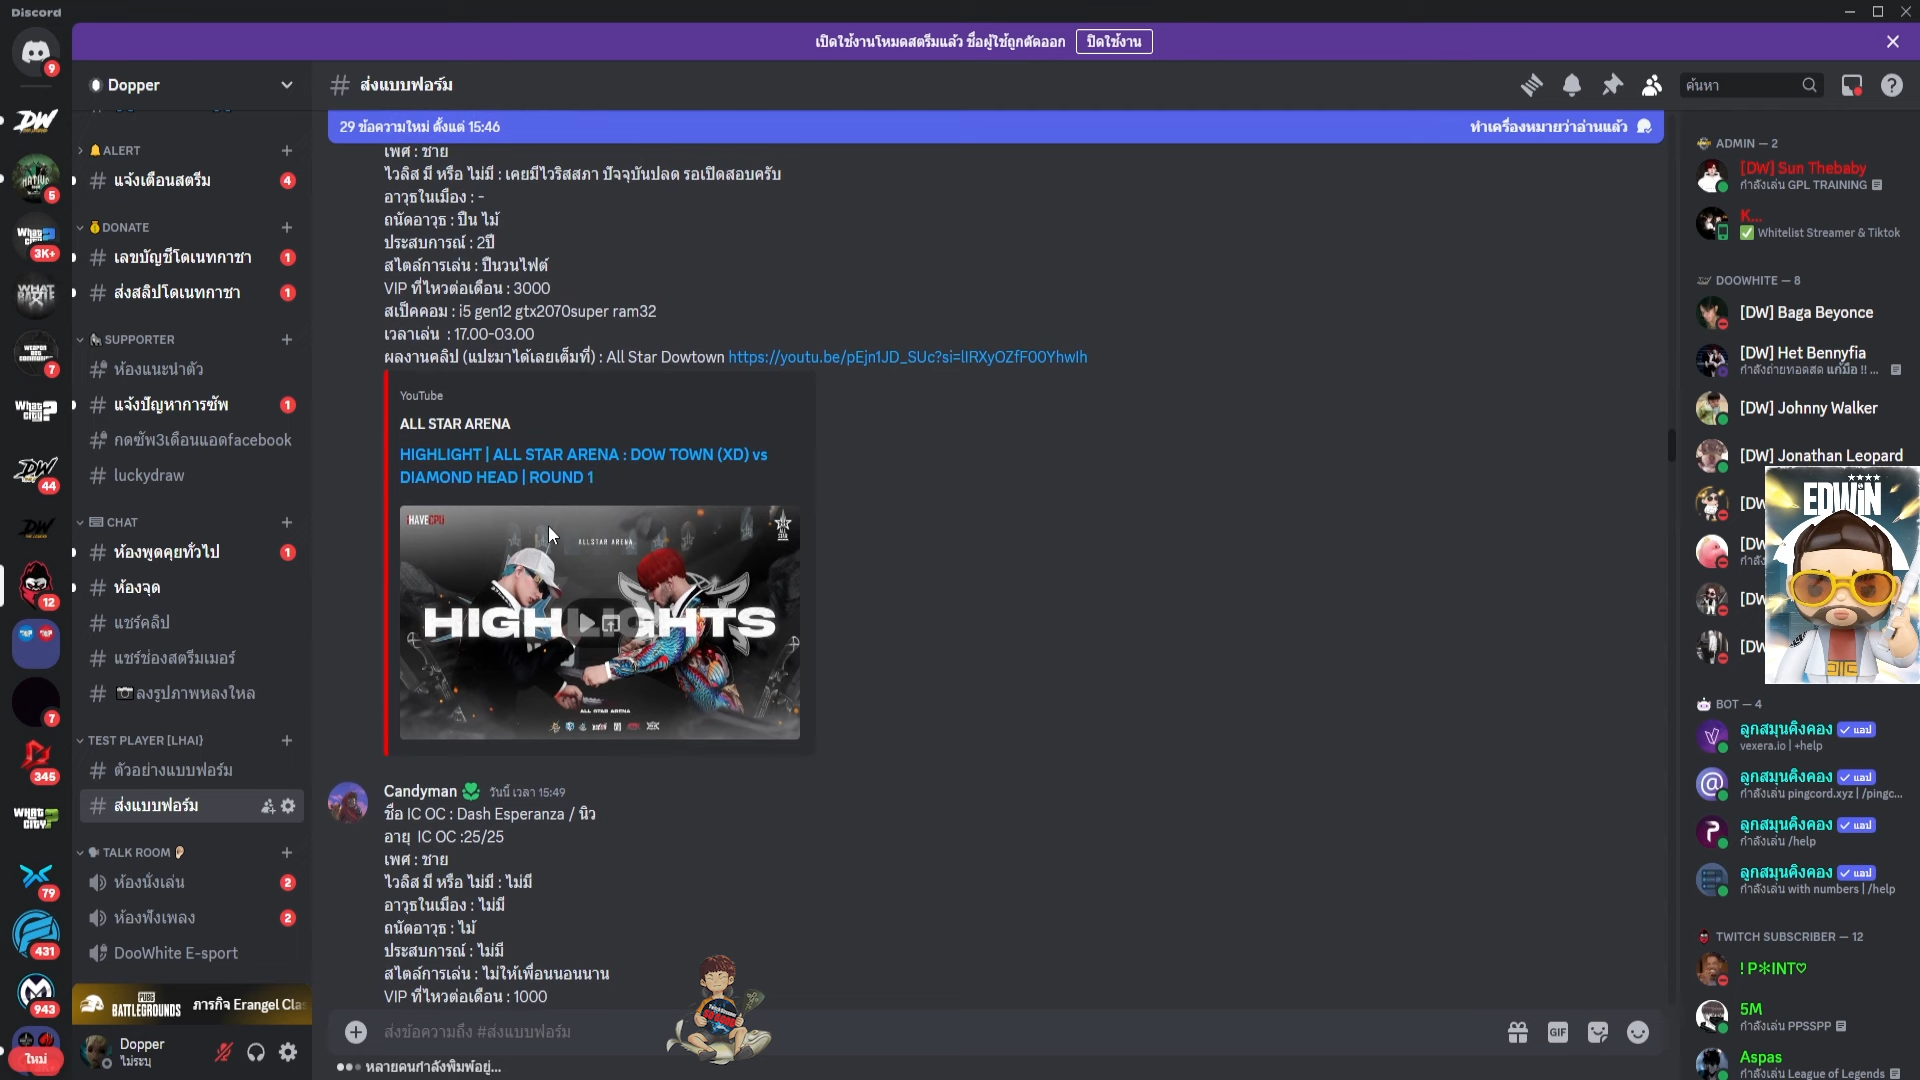 Discord
เปิดใช้งานโหมดสตรีมแล้ว ชื่อผู้ใช้ถูกตัดออก ปิดใช้งาน
Dopper
ส่งแบบฟอร์ม
ค้นหา
29 ข้อความใหม่ ตั้งแต่ 15:46
ทำเครื่องหมายว่าอ่านแล้ว
ALERT
แจ้งเตือนสตรีม 4
DONATE
เลขบัญชีโดเนทกาชา 1
ส่งสลิปโดเนทกาชา 1
SUPPORTER
ห้องแนะนำตัว
แจ้งปัญหาการซัพ 1
กดซัพ3เดือนแอดfacebook
luckydraw
CHAT
ห้องพูดคุยทั่วไป 1
ห้องจุด
แชร์คลิป
แชร์ช่องสตรีมเมอร์
ลงรูปภาพหลงใหล
TEST PLAYER [LHAI}
ตัวอย่างแบบฟอร์ม
ส่งแบบฟอร์ม
TALK ROOM
ห้องนั่งเล่น 2
ห้องฟังเพลง 2
DooWhite E-sport
PUBG BATTLEGROUNDS ภารกิจ Erangel Clas
Dopper
ไม่ระบุ
9
5
3K+
7
44
12
7
345
79
431
943
ใหม่
เพศ : ชาย
ไวลิส มี หรือ ไม่มี : เคยมีไวริสสภา ปัจจุบันปลด รอเปิดสอบครับ
อาวุธในเมือง : -
ถนัดอาวุธ : ปืน ไม้
ประสบการณ์ : 2ปี
สไตล์การเล่น : ปืนวนไฟต์
VIP ที่ไหวต่อเดือน : 3000
สเป็คคอม : i5 gen12 gtx2070super ram32
เวลาเล่น : 17.00-03.00
ผลงานคลิป (แปะมาได้เลยเต็มที่) : All Star Dowtown https://youtu.be/pEjn1JD_SUc?si=lIRXyOZfF00YhwIh
YouTube
ALL STAR ARENA
HIGHLIGHT | ALL STAR ARENA : DOW TOWN (XD) vs
DIAMOND HEAD | ROUND 1
iHAVECPU
ALLSTAR ARENA
HIGHLIGHTS
ALL STAR ARENA
Candyman วันนี้ เวลา 15:49
ชื่อ IC OC : Dash Esperanza / นิว
อายุ IC OC :25/25
เพศ : ชาย
ไวลิส มี หรือ ไม่มี : ไม่มี
อาวุธในเมือง : ไม่มี
ถนัดอาวุธ : ไม้
ประสบการณ์ : ไม่มี
สไตล์การเล่น : ไม่ให้เพื่อนนอนนาน
VIP ที่ไหวต่อเดือน : 1000
ส่งข้อความถึง #ส่งแบบฟอร์ม
GIF
หลายคนกำลังพิมพ์อยู่...
ADMIN — 2
[DW] Sun Thebaby
กำลังเล่น GPL TRAINING
K...
Whitelist Streamer & Tiktok
DOOWHITE — 8
[DW] Baga Beyonce
[DW] Het Bennyfia
กำลังถ่ายทอดสด แก้มือ !! ...
[DW] Johnny Walker
[DW] Jonathan Leopard
[DW
[DW
กำลัง
[DW
[DW
EDWIN
BOT — 4
ลูกสมุนคิงคอง แอป
vexera.io | +help
ลูกสมุนคิงคอง แอป
กำลังเล่น pingcord.xyz | /pingc...
ลูกสมุนคิงคอง แอป
กำลังเล่น /help
ลูกสมุนคิงคอง แอป
กำลังเล่น with numbers | /help
TWITCH SUBSCRIBER — 12
! P✻INT♡
5M
กำลังเล่น PPSSPP
Aspas
กำลังเล่น League of Legends